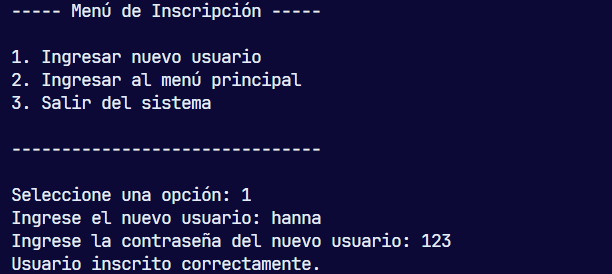 ----- Menú de Inscripción -----
1. Ingresar nuevo usuario
2. Ingresar al menú principal
3. Salir del sistema
-------------------------------
Seleccione una opción: 1
Ingrese el nuevo usuario: hanna
Ingrese la contraseña del nuevo usuario: 123
Usuario inscrito correctamente.